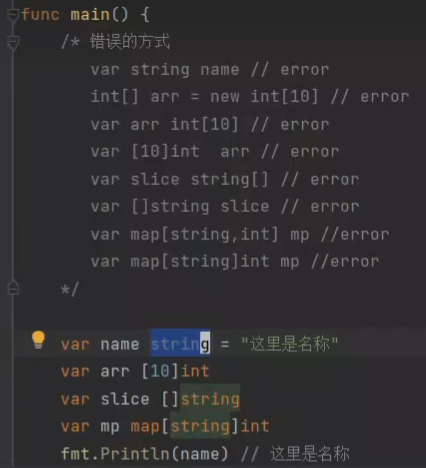 func main() {
/* 错误的方式
var string name // error
int[] arr = new int[10] // error
var arr int[10] // error
var [10]int  arr // error
var slice string[] // error
var []string slice // error
var map[string,int] mp //error
var map[string]int mp //error
*/
var name string = "这里是名称"
var arr [10]int
var slice []string
var mp map[string]int
fmt.Println(name) // 这里是名称